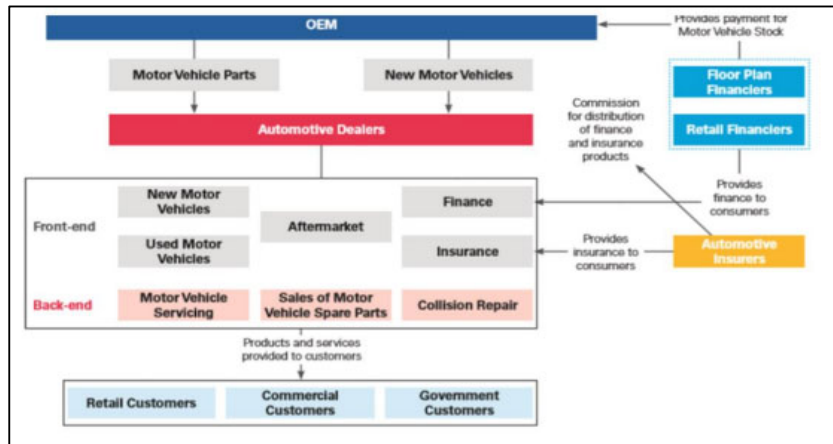 OEM
Provides payment for
Motor Vehicle Stock
Motor Vehicle Parts
New Motor Vehicles
Floor Plan
Financiers
Retail Financiers
Commission
for distribution
of finance
and insurance
products
Automotive Dealers
Provides
finance to
consumers
Front-end
New Motor
Vehicles
Used Motor
Vehicles
Aftermarket
Finance
Insurance
Provides
insurance to
consumers
Automotive
Insurers
Back-end
Motor Vehicle
Servicing
Sales of Motor
Vehicle Spare Parts
Collision Repair
Products and services
provided to customers
Retail Customers
Commercial
Customers
Government
Customers